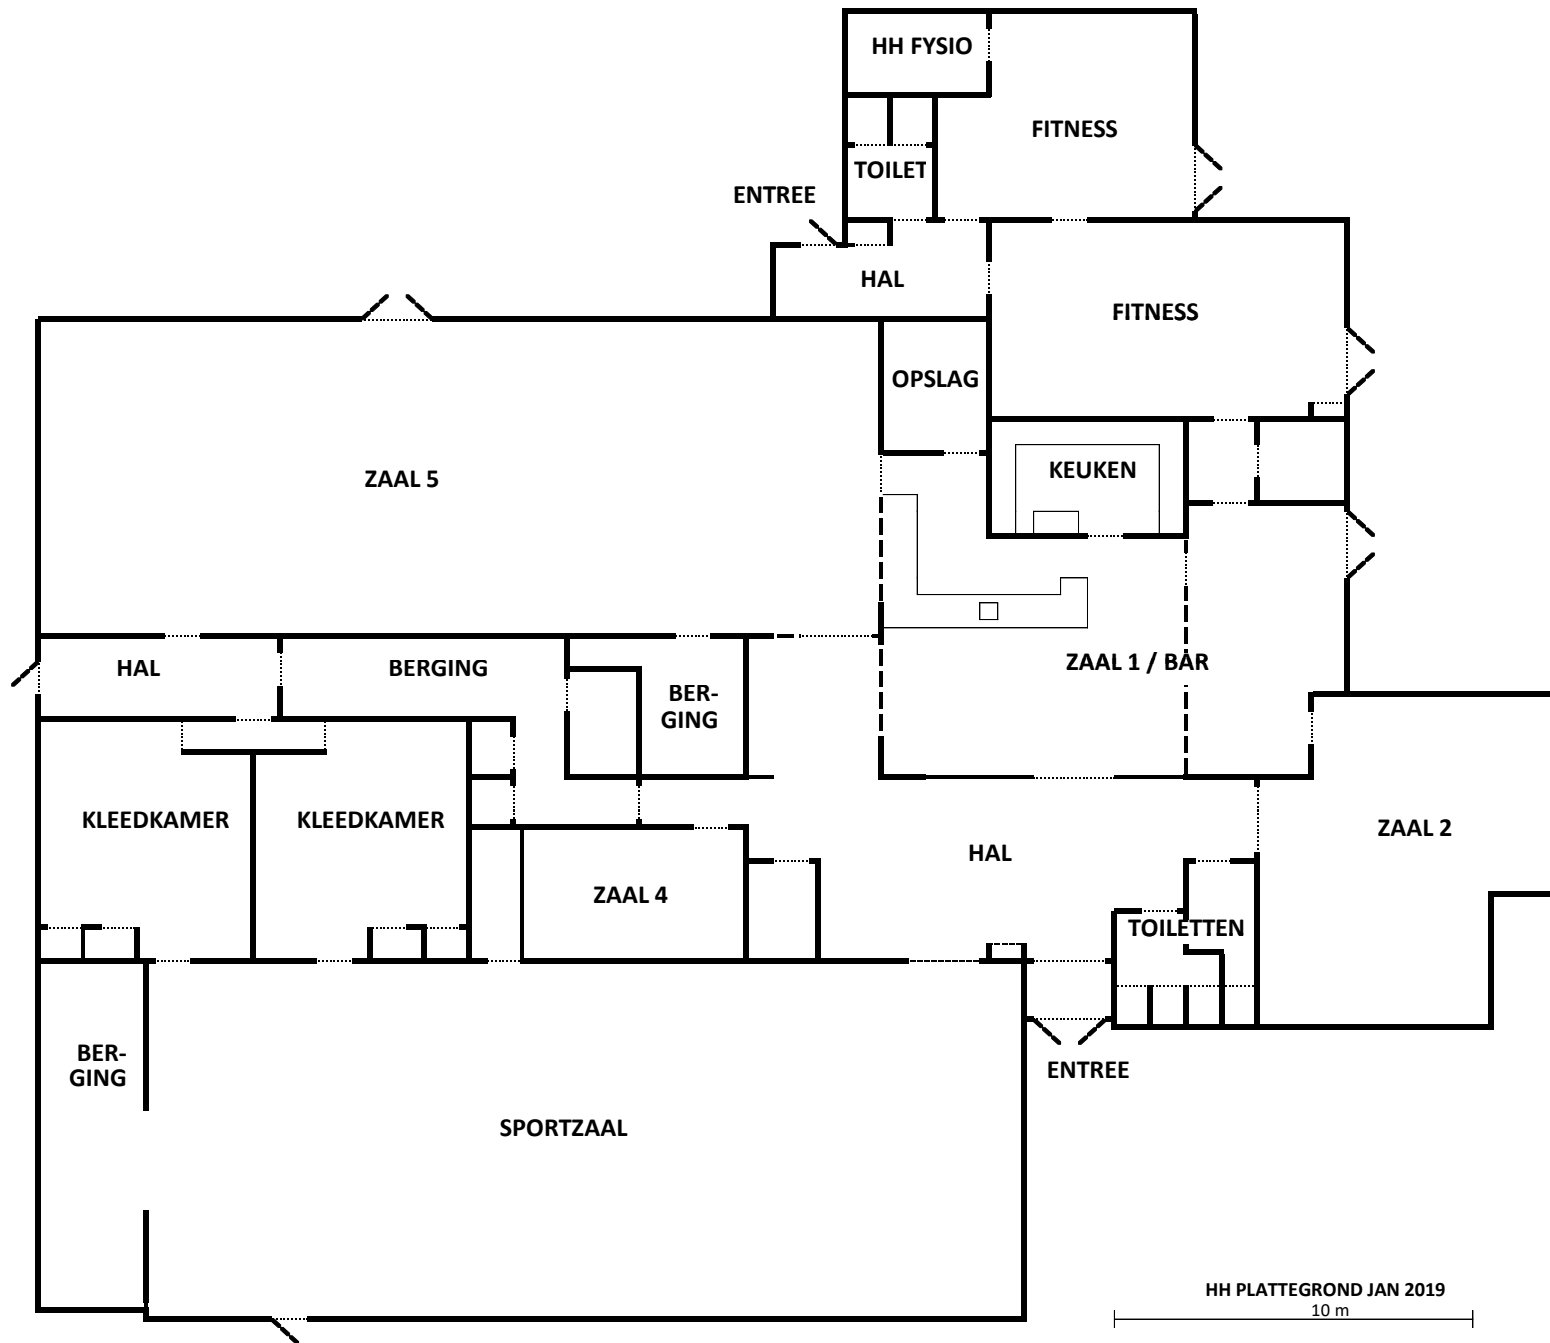 HH FYSIO
FITNESS
TOILET
ENTREE
HAL
FITNESS
OPSLAG
KEUKEN
ZAAL 5
HAL
BERGING
BER-
GING
ZAAL 1 / BAR
KLEEDKAMER
KLEEDKAMER
ZAAL 2
HAL
ZAAL 4
TOILETTEN
BER-
GING
ENTREE
SPORTZAAL
HH PLATTEGROND JAN 2019
10 m